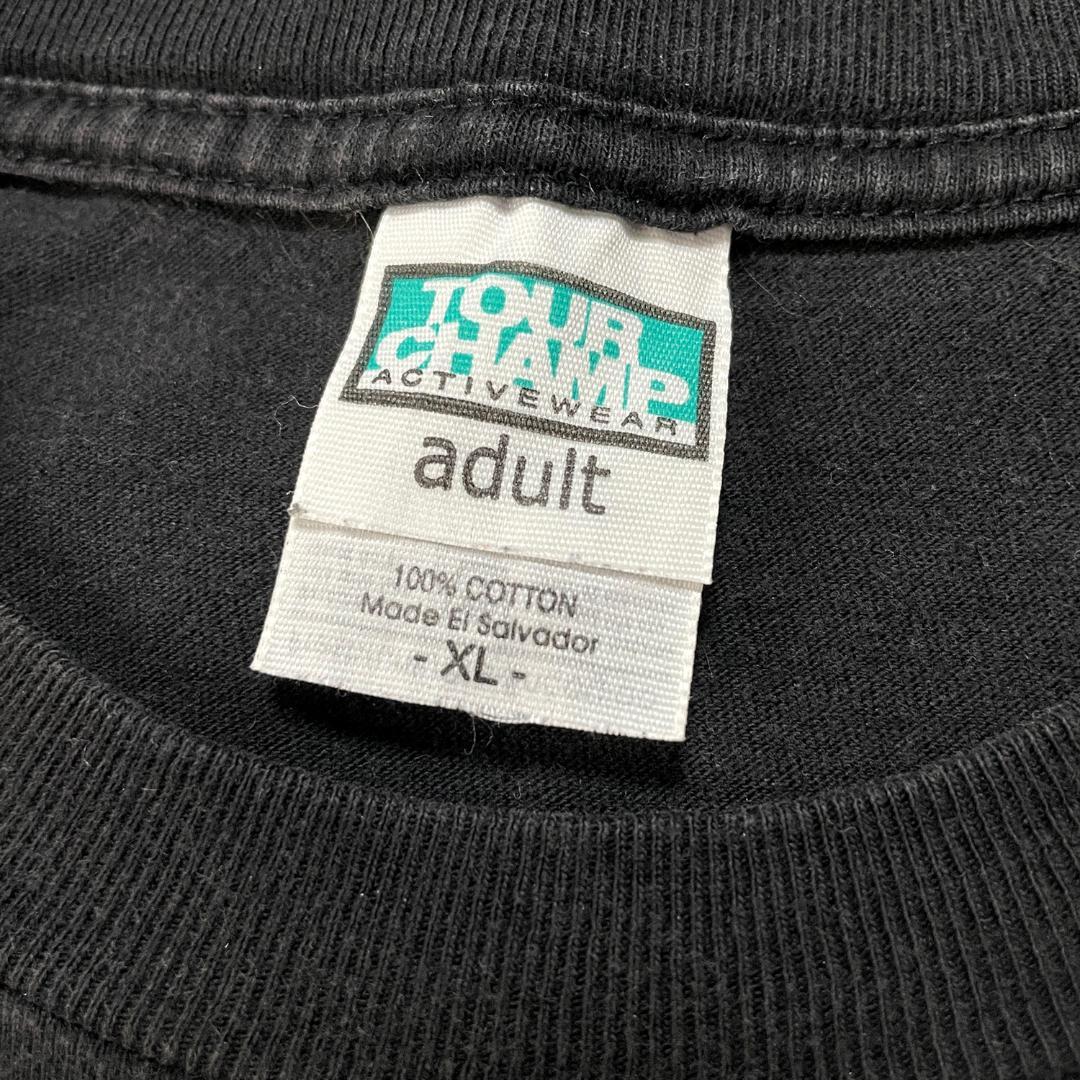 TOUR
CHAMP
ACTIVEWEAR
adult
100% COTTON
Made El Salvador
- XL -